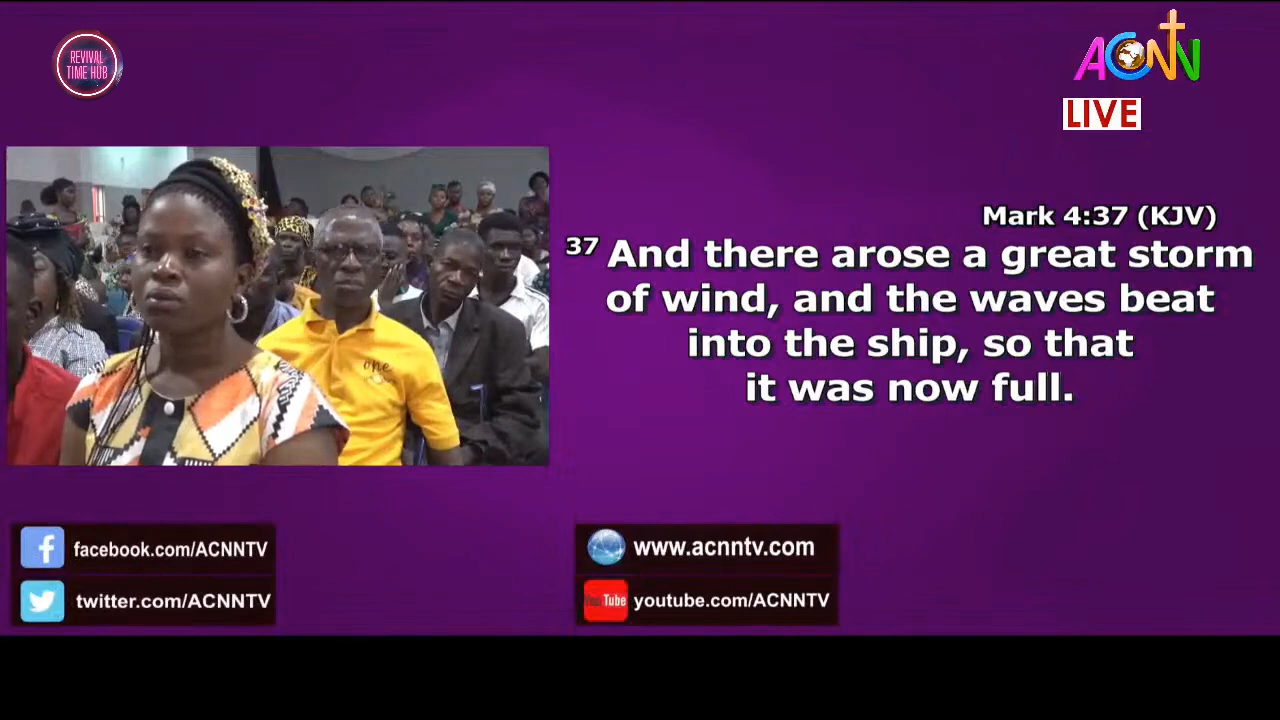 REVIVAL
TIME HUB
ACNN
LIVE
Mark 4:37 (KJV)
37 And there arose a great storm
of wind, and the waves beat
into the ship, so that
it was now full.
one
facebook.com/ACNNTV
twitter.com/ACNNTV
www.acnntv.com
YouTube
youtube.com/ACNNTV